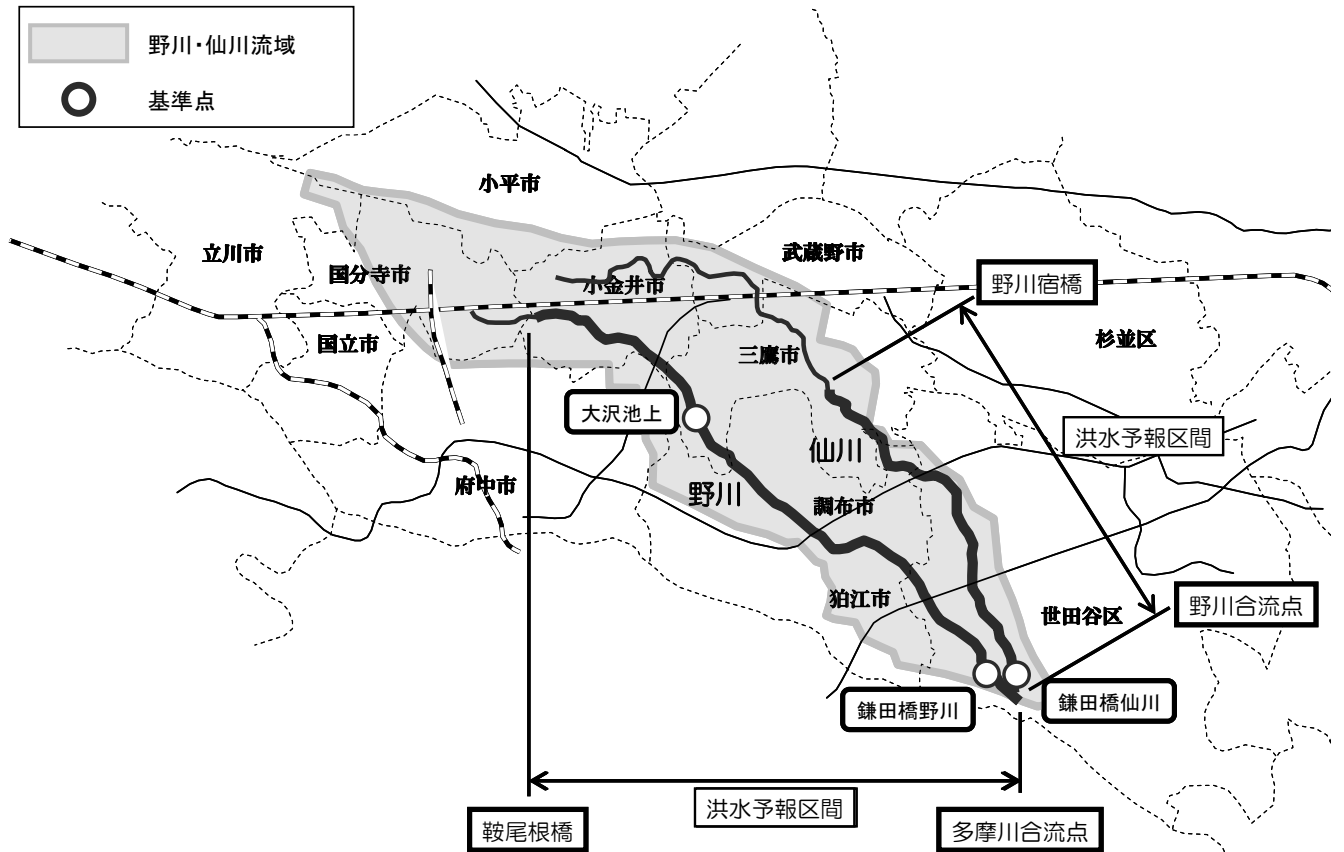 野川・仙川流域
基準点
小平市
武蔵野市
立川市
国分寺市
小金井市
野川宿橋
国立市
三鷹市
杉並区
大沢池上
洪水予報区間
仙川
府中市
野川
調布市
狛江市
世田谷区
野川合流点
鎌田橋野川
鎌田橋仙川
洪水予報区間
鞍尾根橋
多摩川合流点